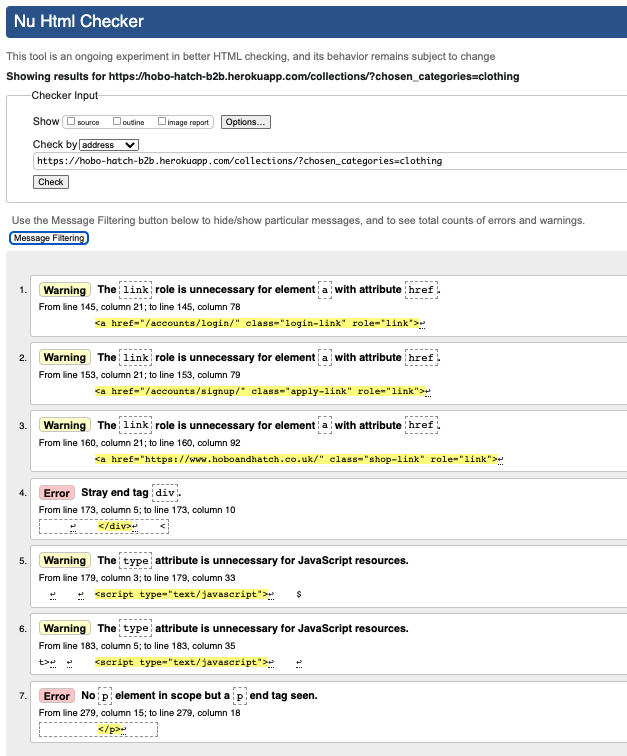 Nu Html Checker
This tool is an ongoing experiment in better HTML checking, and its behavior remains subject to change
Showing results for https://hobo-hatch-b2b.herokuapp.com/collections/?chosen_categories=clothing
Checker Input
Show source outline image report Options...
Check by address
https://hobo-hatch-b2b.herokuapp.com/collections/?chosen_categories=clothing
Check
Use the Message Filtering button below to hide/show particular messages, and to see total counts of errors and warnings.
Message Filtering
1. Warning The link role is unnecessary for element a with attribute href.
From line 145, column 21; to line 145, column 78
<a href="/accounts/login/" class="login-link" role="link">↩
2. Warning The link role is unnecessary for element a with attribute href.
From line 153, column 21; to line 153, column 79
<a href="/accounts/signup/" class="apply-link" role="link">↩
3. Warning The link role is unnecessary for element a with attribute href.
From line 160, column 21; to line 160, column 92
<a href="https://www.hoboandhatch.co.uk/" class="shop-link" role="link">↩
4. Error Stray end tag div.
From line 173, column 5; to line 173, column 10
↩ </div>↩ <
5. Warning The type attribute is unnecessary for JavaScript resources.
From line 179, column 3; to line 179, column 33
↩ ↩ <script type="text/javascript">↩ $
6. Warning The type attribute is unnecessary for JavaScript resources.
From line 183, column 5; to line 183, column 35
t>↩ ↩ <script type="text/javascript">↩ ↩
7. Error No p element in scope but a p end tag seen.
From line 279, column 15; to line 279, column 18
</p>↩